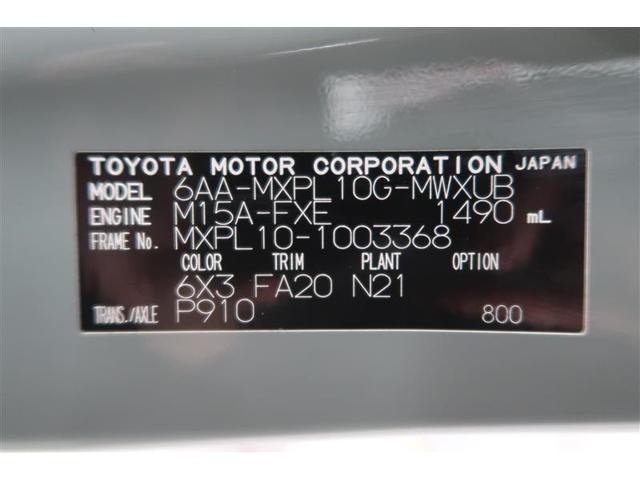 TOYOTA MOTOR CORPORATION JAPAN
MODEL 6AA-MXPL10G-MWXUB
ENGINE M15A-FXE 1490 mL
FRAME No. MXPL10-1003368
COLOR TRIM PLANT OPTION
6X3 FA20 N21
TRANS./AXLE P910 800